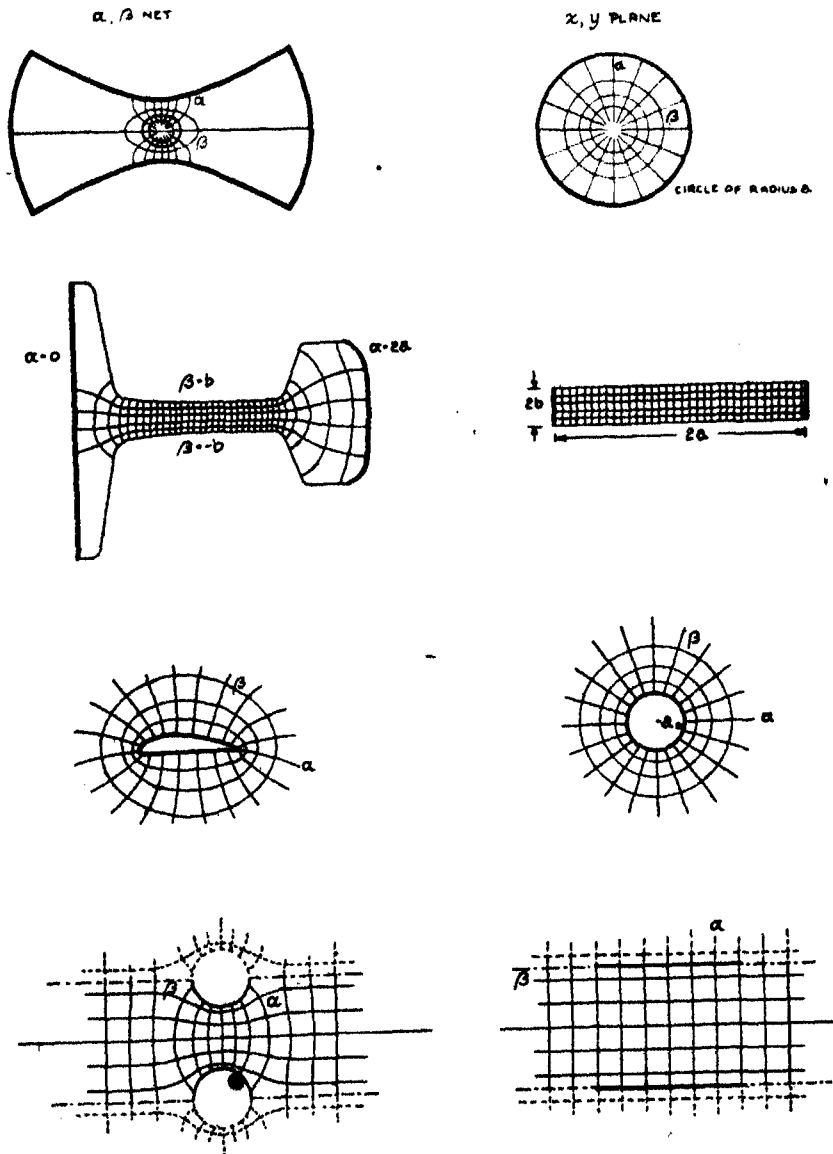 α, β NET
x, y PLANE
α
β
α
β
CIRCLE OF RADIUS a
α=0
β=b
β=-b
α=2a
2b
2a
β
α
β
a
α
β
α
α
β